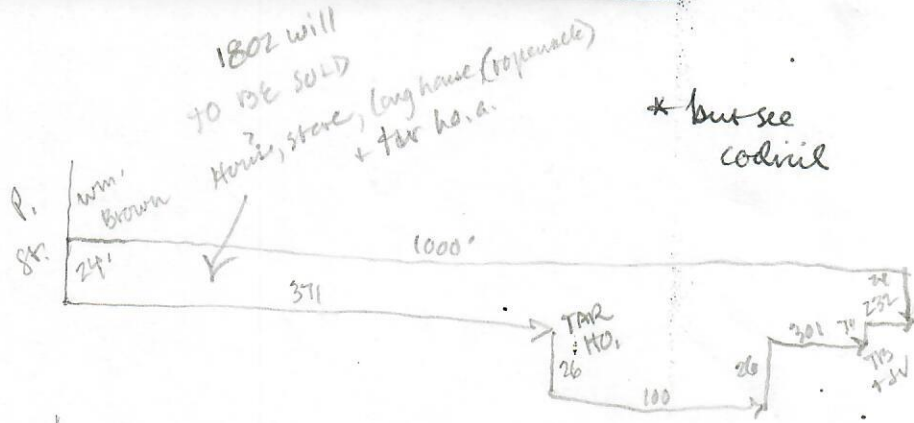 1802 will
TO BE SOLD
House, store, long house (ropewalk)
+ tar ho.
* but see
codicil
P.
St.
Wm.
Brown
24'
1000'
371
TAR
HO.
26
100
26
301
232